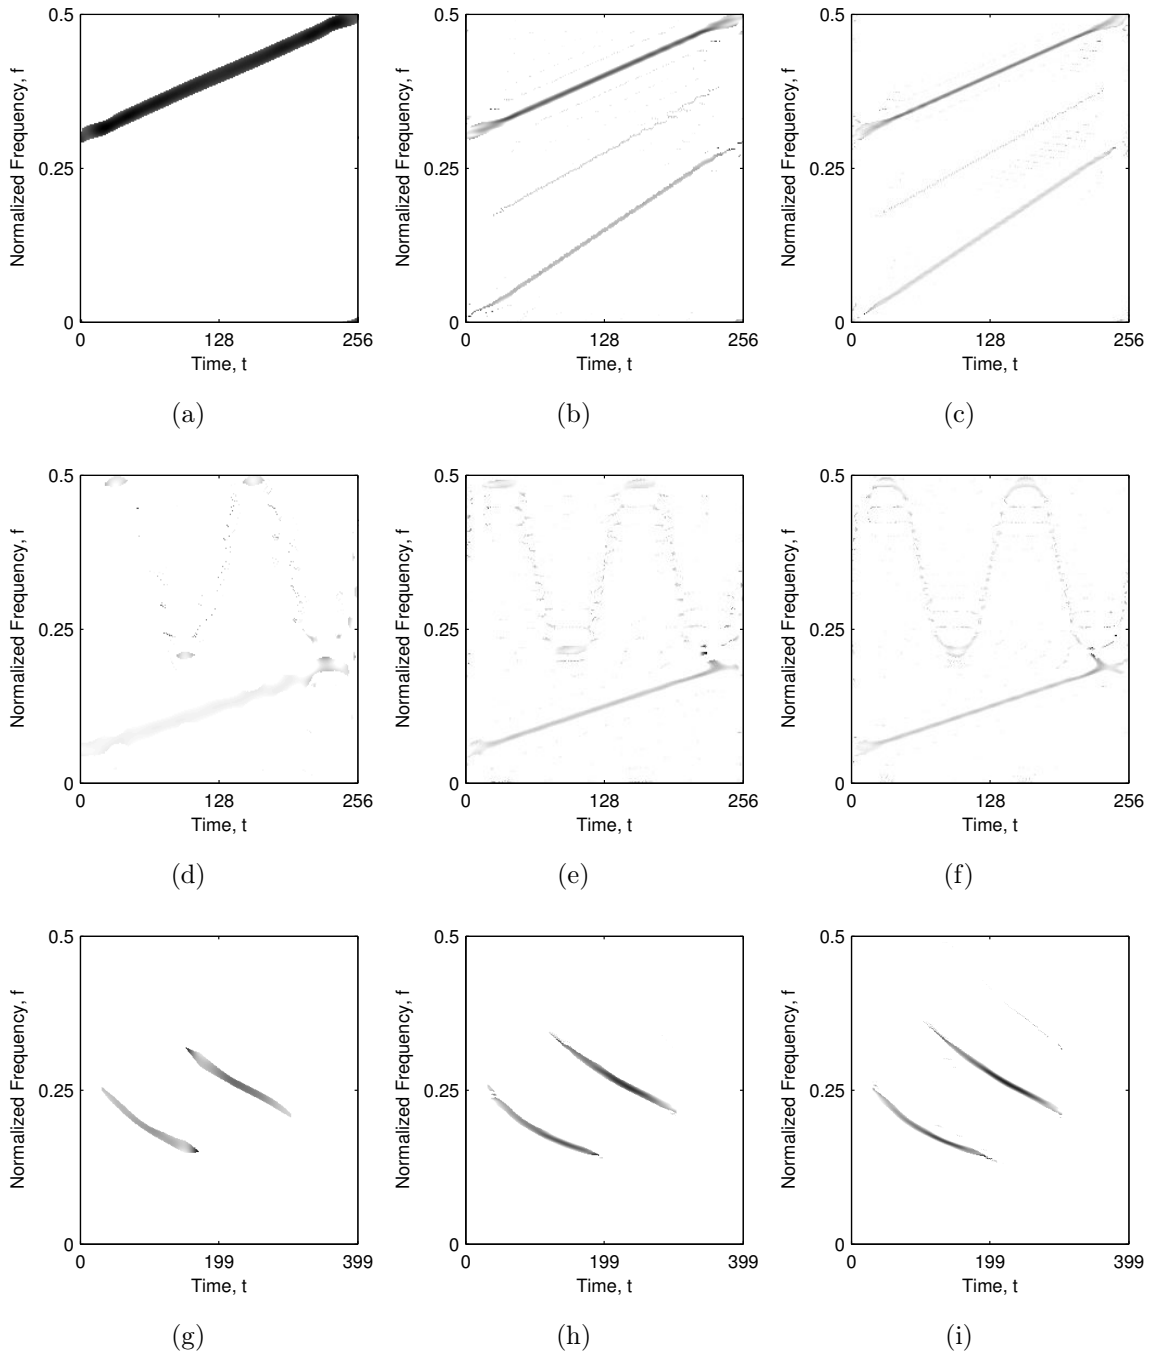 0.5
0.25
0
Normalized Frequency, f
0
128
256
Time, t
(a)
0.5
0.25
0
Normalized Frequency, f
0
128
256
Time, t
(b)
0.5
0.25
0
Normalized Frequency, f
0
128
256
Time, t
(c)
0.5
0.25
0
Normalized Frequency, f
0
128
256
Time, t
(d)
0.5
0.25
0
Normalized Frequency, f
0
128
256
Time, t
(e)
0.5
0.25
0
Normalized Frequency, f
0
128
256
Time, t
(f)
0.5
0.25
0
Normalized Frequency, f
0
199
399
Time, t
(g)
0.5
0.25
0
Normalized Frequency, f
0
199
399
Time, t
(h)
0.5
0.25
0
Normalized Frequency, f
0
199
399
Time, t
(i)